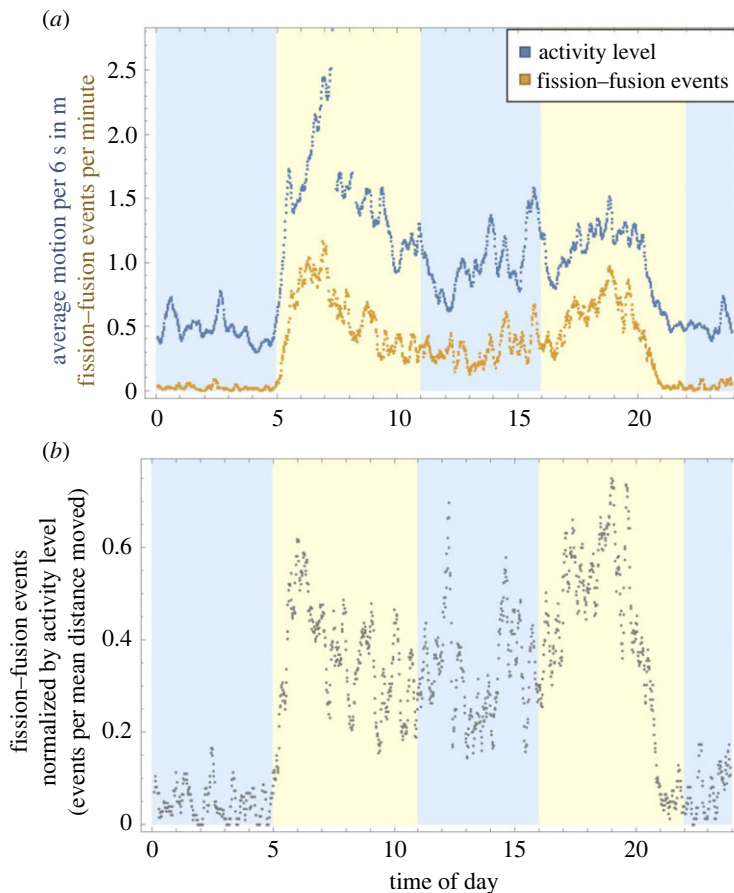 (a)
activity level
fission–fusion events
average motion per 6 s in m
fission–fusion events per minute
2.5
2.0
1.5
1.0
0.5
0
0 5 10 15 20
(b)
fission–fusion events
normalized by activity level
(events per mean distance moved)
0.6
0.4
0.2
0
0 5 10 15 20
time of day